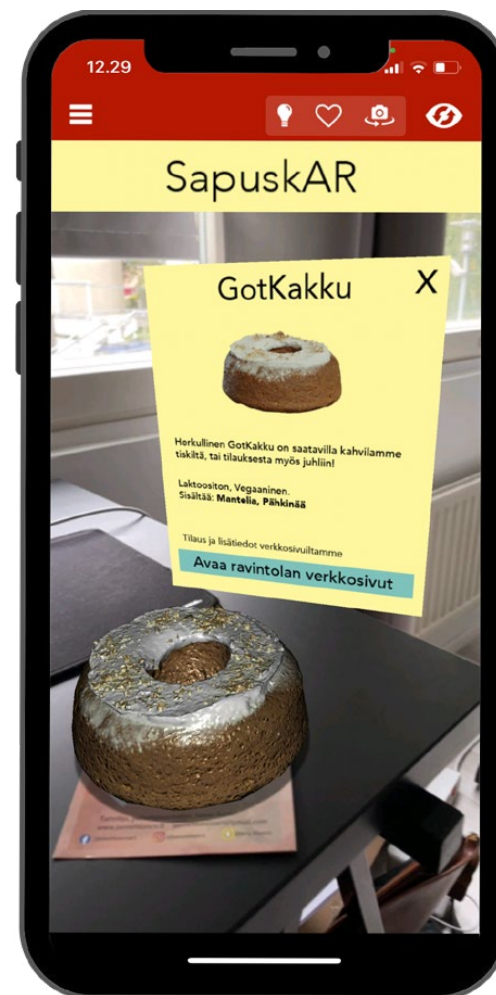 12.29
SapuskAR
GotKakku
X
Herkullinen GotKakku on saatavilla kahvilamme
tiskiltä, tai tilauksesta myös juhliin!
Laktoositon, Vegaaninen.
Sisältää: Mantelia, Pähkinää
Tilaus ja lisätiedot verkkosivuiltamme
Avaa ravintolan verkkosivut